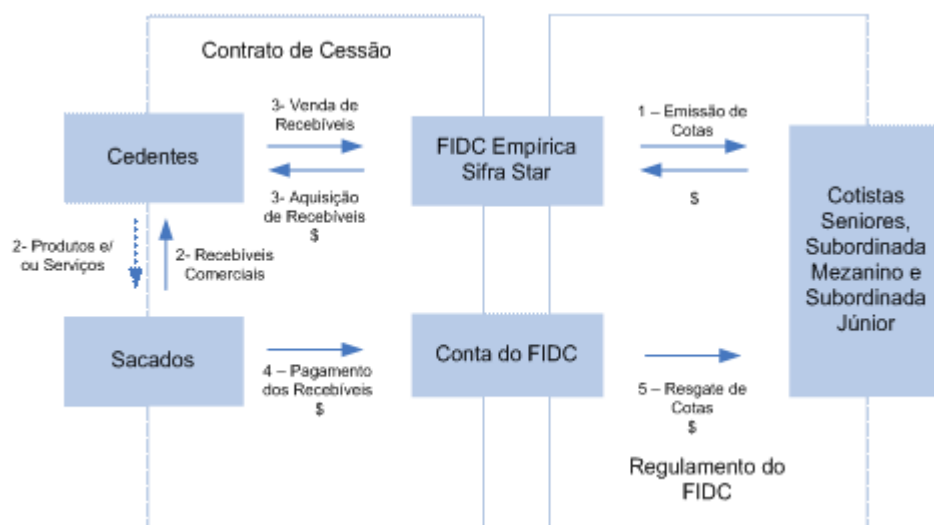 Contrato de Cessão
3- Venda de
Recebíveis
1 – Emissão de
Cotas
Cedentes
FIDC Empírica
Sifra Star
3- Aquisição
de Recebíveis
$
$
Cotistas
Seniores,
Subordinada
Mezanino e
Subordinada
Júnior
2- Produtos e/
ou Serviços
2- Recebíveis
Comerciais
Sacados
Conta do FIDC
4 – Pagamento
dos Recebíveis
$
5 – Resgate de
Cotas
$
Regulamento do
FIDC